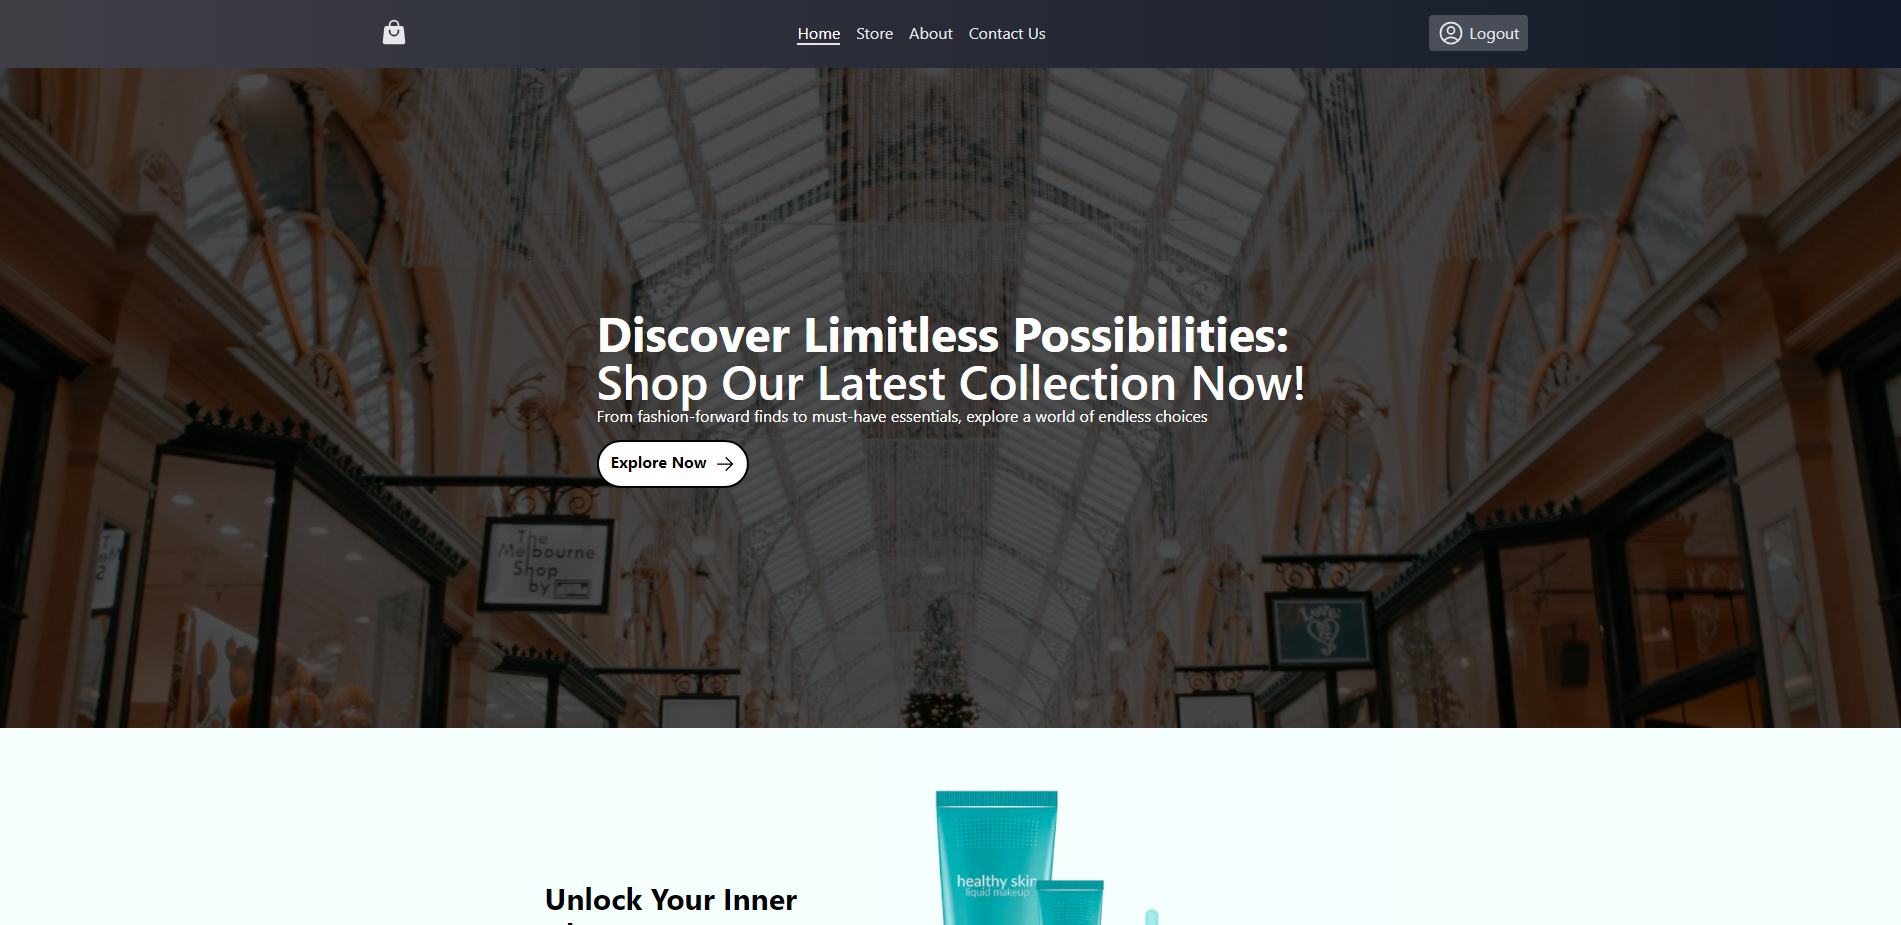 Home Store About Contact Us Logout
Discover Limitless Possibilities:
Shop Our Latest Collection Now!
From fashion-forward finds to must-have essentials, explore a world of endless choices
Explore Now
The
Melbourne
Shop
by
healthy skin
liquid makeup
Unlock Your Inner